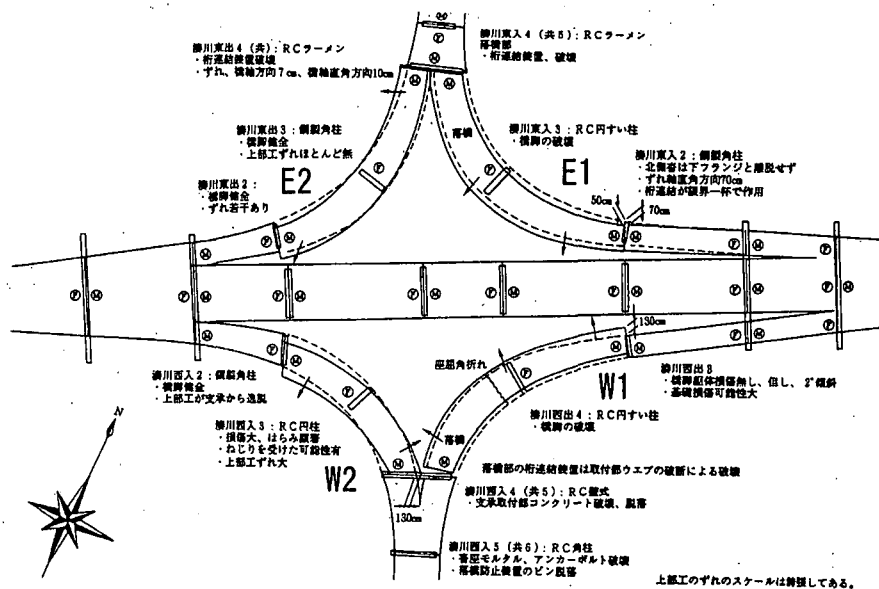 湊川東出4(共):RCラーメン
・桁連結装置破壊
・ずれ、橋軸方向7cm、橋軸直角方向10cm
湊川東入4(共5):RCラーメン
落橋部
・桁連結装置、破壊
湊川東出3:鋼製角柱
・橋脚健全
・上部工ずれほとんど無
湊川東出2:
橋脚健全
・ずれ若干あり
E2
落橋
湊川東入3:RC円すい柱
・橋脚の破壊
E1
湊川東入2:鋼製角柱
・北側沓は下フランジと離脱せず
ずれ軸直角方向70cm
・桁連結が限界一杯で作用
50cm
70cm
130cm
湊川西入2:鋼製角柱
・橋脚健全
・上部工が支承から逸脱
湊川西入3:RC円柱
・損傷大、はらみ顕著
・ねじりを受けた可能性有
・上部工ずれ大
W2
座屈角折れ
落橋
W1
湊川西出3
・橋脚躯体損傷無し、但し、2°傾斜
・基礎損傷可能性大
湊川西出4:RC円すい柱
・橋脚の破壊
落橋部の桁連結装置は取付部ウエブの破断による破壊
湊川西入4(共5):RC壁式
・支承取付部コンクリート破壊、脱落
130cm
湊川西入5(共6):RC角柱
・沓座モルタル、アンカーボルト破壊
・落橋防止装置のピン脱落
N
上部工のずれのスケールは誇張してある。